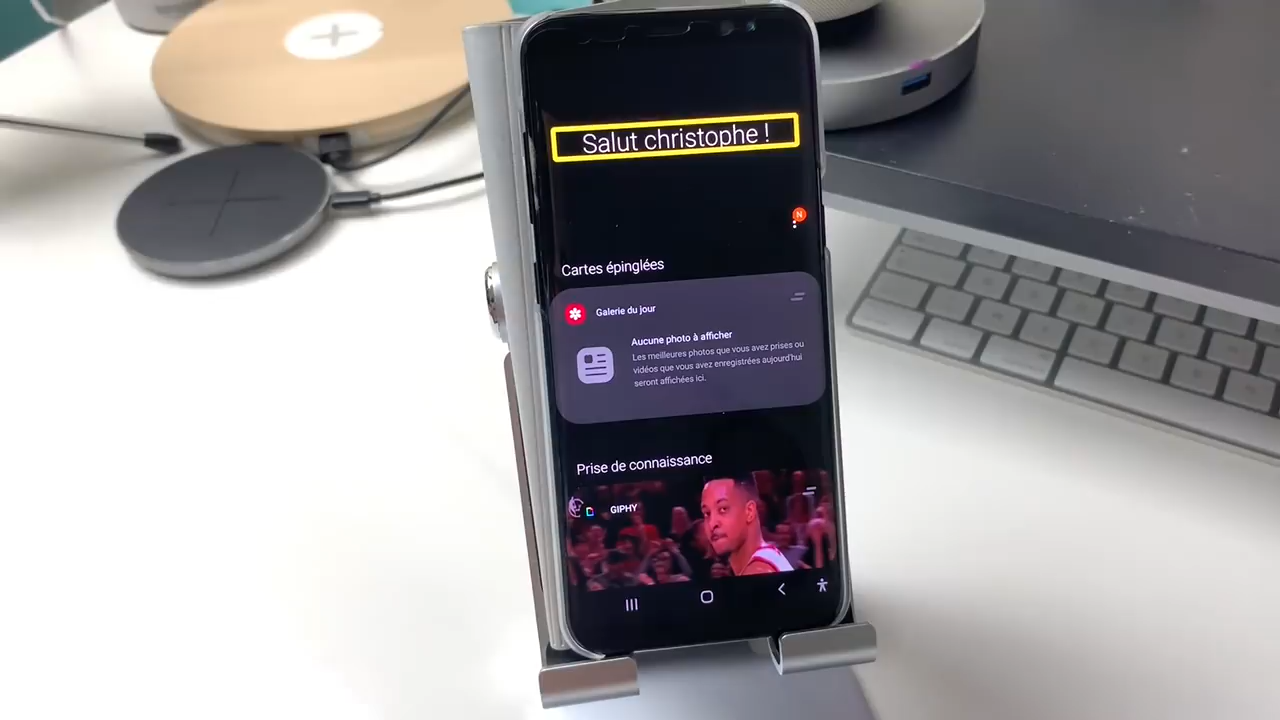 Salut christophe !
N
Cartes épinglées
Galerie du jour
Aucune photo à afficher
Les meilleures photos que vous avez prises ou
vidéos que vous avez enregistrées aujourd'hui
seront affichées ici.
Prise de connaissance
GIPHY